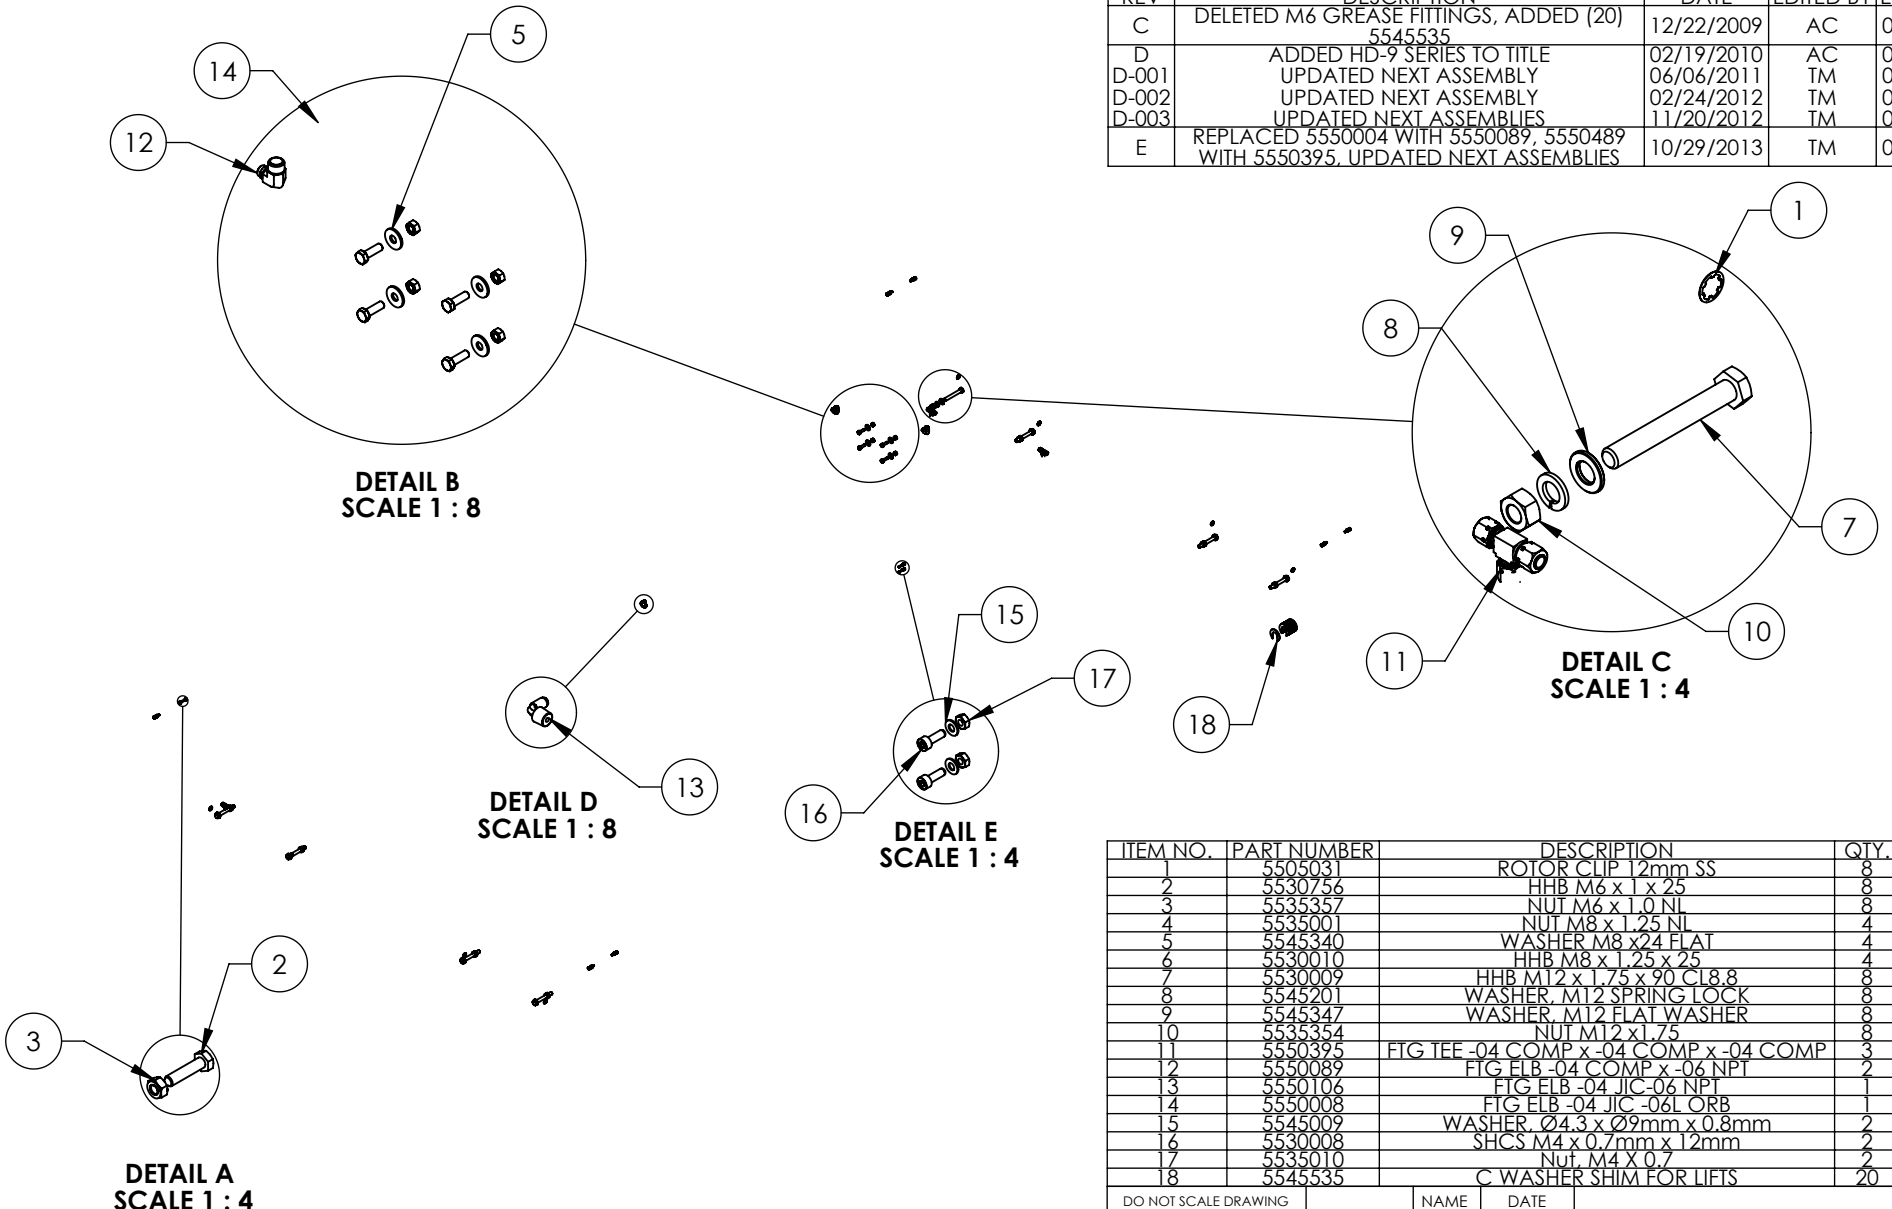 REV DESCRIPTION DATE EDITED BY
C DELETED M6 GREASE FITTINGS, ADDED (20) 5545535 12/22/2009 AC 0
D ADDED HD-9 SERIES TO TITLE 02/19/2010 AC 0
D-001 UPDATED NEXT ASSEMBLY 06/06/2011 TM 0
D-002 UPDATED NEXT ASSEMBLY 02/24/2012 TM 0
D-003 UPDATED NEXT ASSEMBLIES 11/20/2012 TM 0
E REPLACED 5550004 WITH 5550089, 5550489 WITH 5550395, UPDATED NEXT ASSEMBLIES 10/29/2013 TM 0
5
14
12
DETAIL B
SCALE 1 : 8
1
9
8
7
10
11
DETAIL C
SCALE 1 : 4
18
15
17
16
DETAIL E
SCALE 1 : 4
13
DETAIL D
SCALE 1 : 8
2
3
DETAIL A
SCALE 1 : 4
ITEM NO. PART NUMBER DESCRIPTION QTY.
1 5505031 ROTOR CLIP 12mm SS 8
2 5530756 HHB M6 x 1 x 25 8
3 5535357 NUT M6 x 1.0 NL 8
4 5535001 NUT M8 x 1.25 NL 4
5 5545340 WASHER M8 x24 FLAT 4
6 5530010 HHB M8 x 1.25 x 25 4
7 5530009 HHB M12 x 1.75 x 90 CL8.8 8
8 5545201 WASHER, M12 SPRING LOCK 8
9 5545347 WASHER, M12 FLAT WASHER 8
10 5535354 NUT M12 x1.75 8
11 5550395 FTG TEE -04 COMP x -04 COMP x -04 COMP 3
12 5550089 FTG ELB -04 COMP x -06 NPT 2
13 5550106 FTG ELB -04 JIC-06 NPT 1
14 5550008 FTG ELB -04 JIC -06L ORB 1
15 5545009 WASHER, Ø4.3 x Ø9mm x 0.8mm 2
16 5530008 SHCS M4 x 0.7mm x 12mm 2
17 5535010 Nut, M4 X 0.7 2
18 5545535 C WASHER SHIM FOR LIFTS 20
DO NOT SCALE DRAWING NAME DATE